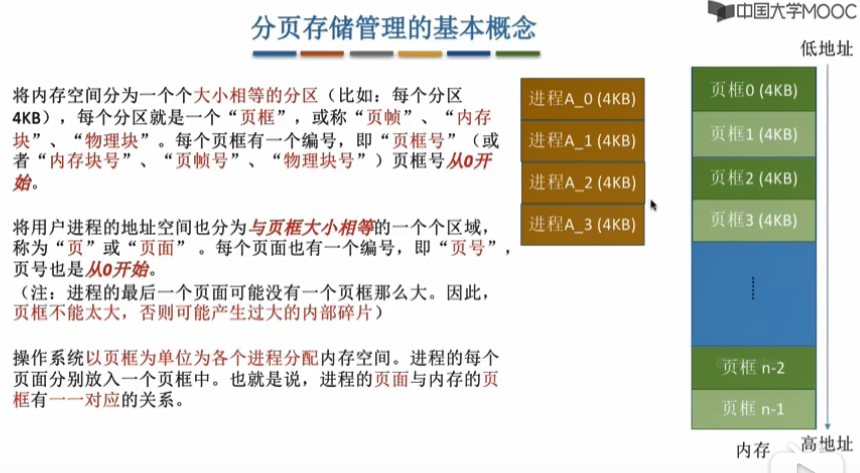 中国大学MOOC
分页存储管理的基本概念
低地址
将内存空间分为一个个大小相等的分区（比如：每个分区
4KB），每个分区就是一个“页框”，或称“页帧”、“内存
块”、“物理块”。每个页框有一个编号，即“页框号”（或
者“内存块号”、“页帧号”、“物理块号”）页框号从0开
始。
将用户进程的地址空间也分为与页框大小相等的一个个区域，
称为“页”或“页面” 。每个页面也有一个编号，即“页号”，
页号也是从0开始。
（注：进程的最后一个页面可能没有一个页框那么大。因此，
页框不能太大，否则可能产生过大的内部碎片）
操作系统以页框为单位为各个进程分配内存空间。进程的每个
页面分别放入一个页框中。也就是说，进程的页面与内存的页
框有一一对应的关系。
进程A_0 (4KB)
进程A_1 (4KB)
进程A_2 (4KB)
进程A_3 (4KB)
页框0 (4KB)
页框1 (4KB)
页框2 (4KB)
页框3 (4KB)
……
页框 n-2
页框 n-1
内存
高地址